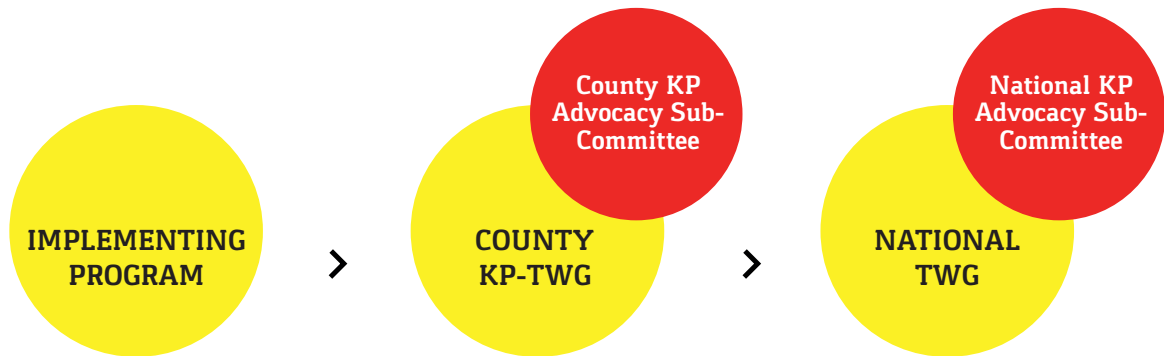 IMPLEMENTING
PROGRAM
>
County KP
Advocacy Sub-
Committee
COUNTY
KP-TWG
>
National KP
Advocacy Sub-
Committee
NATIONAL
TWG